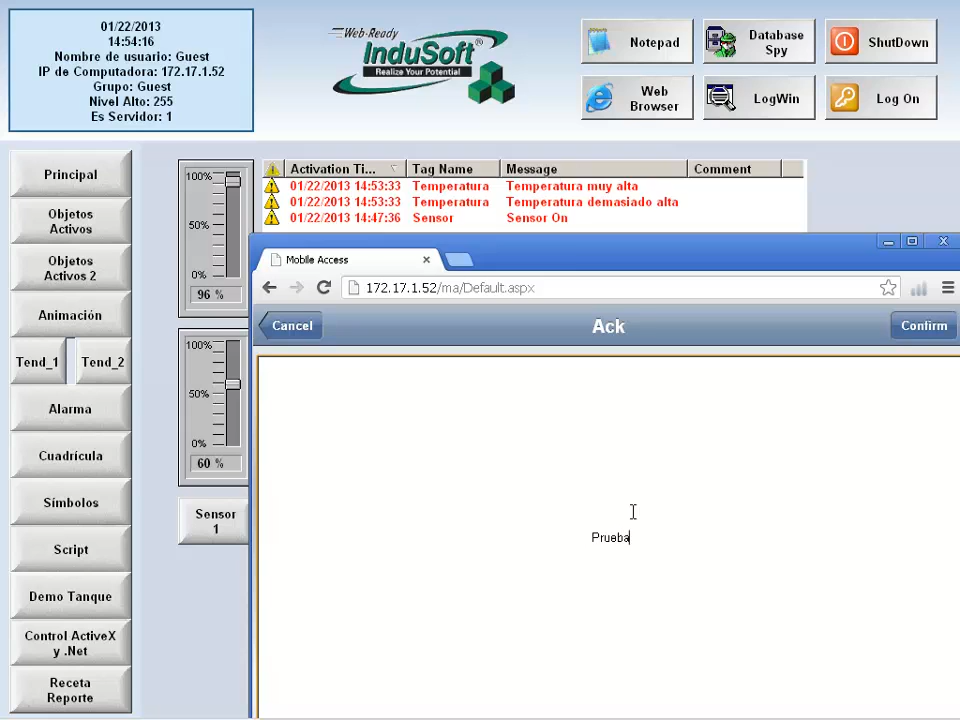 01/22/2013
14:54:16
Nombre de usuario: Guest
IP de Computadora: 172.17.1.52
Grupo: Guest
Nivel Alto: 255
Es Servidor: 1
Web-Ready
InduSoft®
Realize Your Potential
Notepad
Database
Spy
ShutDown
Web
Browser
LogWin
Log On
Principal
Objetos
Activos
Objetos
Activos 2
Animación
Tend_1
Tend_2
Alarma
Cuadrícula
Símbolos
Script
Demo Tanque
Control ActiveX
y .Net
Receta
Reporte
100%
50%
0%
96 %
100%
50%
0%
60 %
Sensor
1
Activation Ti... Tag Name Message Comment
01/22/2013 14:53:33 Temperatura Temperatura muy alta
01/22/2013 14:53:33 Temperatura Temperatura demasiado alta
01/22/2013 14:47:36 Sensor Sensor On
Mobile Access
172.17.1.52/ma/Default.aspx
Cancel
Ack
Confirm
Prueba